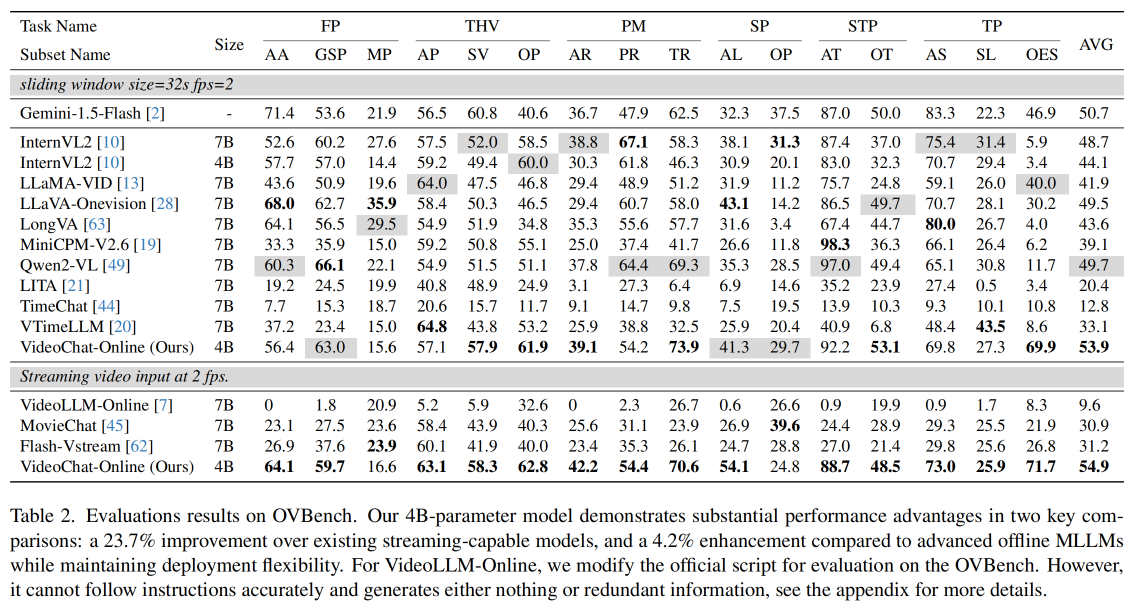 Task Name Size FP THV PM SP STP TP AVG
Subset Name AA GSP MP AP SV OP AR PR TR AL OP AT OT AS SL OES
sliding window size=32s fps=2
Gemini-1.5-Flash [2] - 71.4 53.6 21.9 56.5 60.8 40.6 36.7 47.9 62.5 32.3 37.5 87.0 50.0 83.3 22.3 46.9 50.7
InternVL2 [10] 7B 52.6 60.2 27.6 57.5 52.0 58.5 38.8 67.1 58.3 38.1 31.3 87.4 37.0 75.4 31.4 5.9 48.7
InternVL2 [10] 4B 57.7 57.0 14.4 59.2 49.4 60.0 30.3 61.8 46.3 30.9 20.1 83.0 32.3 70.7 29.4 3.4 44.1
LLaMA-VID [13] 7B 43.6 50.9 19.6 64.0 47.5 46.8 29.4 48.9 51.2 31.9 11.2 75.7 24.8 59.1 26.0 40.0 41.9
LLaVA-Onevision [28] 7B 68.0 62.7 35.9 58.4 50.3 46.5 29.4 60.7 58.0 43.1 14.2 86.5 49.7 70.7 28.1 30.2 49.5
LongVA [63] 7B 64.1 56.5 29.5 54.9 51.9 34.8 35.3 55.6 57.7 31.6 3.4 67.4 44.7 80.0 26.7 4.0 43.6
MiniCPM-V2.6 [19] 7B 33.3 35.9 15.0 59.2 50.8 55.1 25.0 37.4 41.7 26.6 11.8 98.3 36.3 66.1 26.4 6.2 39.1
Qwen2-VL [49] 7B 60.3 66.1 22.1 54.9 51.5 51.1 37.8 64.4 69.3 35.3 28.5 97.0 49.4 65.1 30.8 11.7 49.7
LITA [21] 7B 19.2 24.5 19.9 40.8 48.9 24.9 3.1 27.3 6.4 6.9 14.6 35.2 23.9 27.4 0.5 3.4 20.4
TimeChat [44] 7B 7.7 15.3 18.7 20.6 15.7 11.7 9.1 14.7 9.8 7.5 19.5 13.9 10.3 9.3 10.1 10.8 12.8
VTimeLLM [20] 7B 37.2 23.4 15.0 64.8 43.8 53.2 25.9 38.8 32.5 25.9 20.4 40.9 6.8 48.4 43.5 8.6 33.1
VideoChat-Online (Ours) 4B 56.4 63.0 15.6 57.1 57.9 61.9 39.1 54.2 73.9 41.3 29.7 92.2 53.1 69.8 27.3 69.9 53.9
Streaming video input at 2 fps.
VideoLLM-Online [7] 7B 0 1.8 20.9 5.2 5.9 32.6 0 2.3 26.7 0.6 26.6 0.9 19.9 0.9 1.7 8.3 9.6
MovieChat [45] 7B 23.1 27.5 23.6 58.4 43.9 40.3 25.6 31.1 23.9 26.9 39.6 24.4 28.9 29.3 25.5 21.9 30.9
Flash-Vstream [62] 7B 26.9 37.6 23.9 60.1 41.9 40.0 23.4 35.3 26.1 24.7 28.8 27.0 21.4 29.8 25.6 26.8 31.2
VideoChat-Online (Ours) 4B 64.1 59.7 16.6 63.1 58.3 62.8 42.2 54.4 70.6 54.1 24.8 88.7 48.5 73.0 25.9 71.7 54.9
Table 2. Evaluations results on OVBench. Our 4B-parameter model demonstrates substantial performance advantages in two key com-
parisons: a 23.7% improvement over existing streaming-capable models, and a 4.2% enhancement compared to advanced offline MLLMs
while maintaining deployment flexibility. For VideoLLM-Online, we modify the official script for evaluation on the OVBench. However,
it cannot follow instructions accurately and generates either nothing or redundant information, see the appendix for more details.